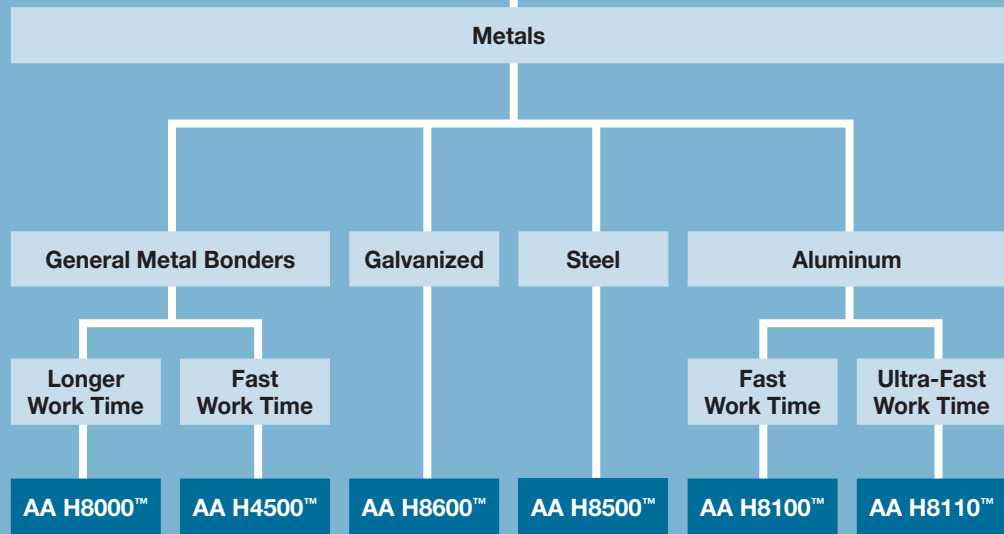 Metals
General Metal Bonders
Galvanized
Steel
Aluminum
Longer
Work Time
Fast
Work Time
Fast
Work Time
Ultra-Fast
Work Time
AA H8000™
AA H4500™
AA H8600™
AA H8500™
AA H8100™
AA H8110™